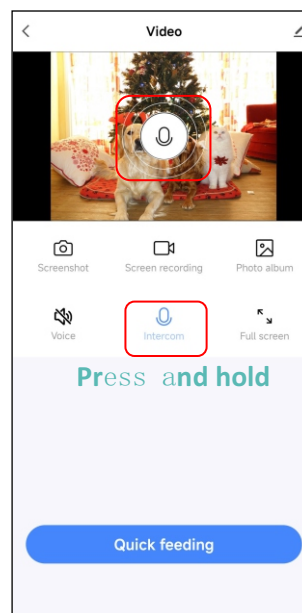 Video
Screenshot Screen recording Photo album
Voice Intercom Full screen
Press and hold
Quick feeding